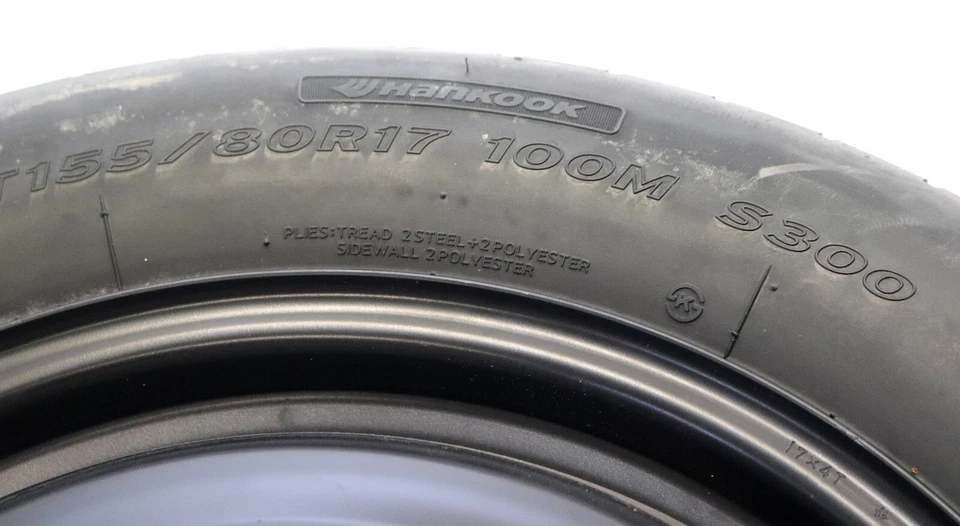 Hankook
T155/80R17 100M S300
PLIES:TREAD 2STEEL+2POLYESTER
SIDEWALL 2POLYESTER
K
17X4T